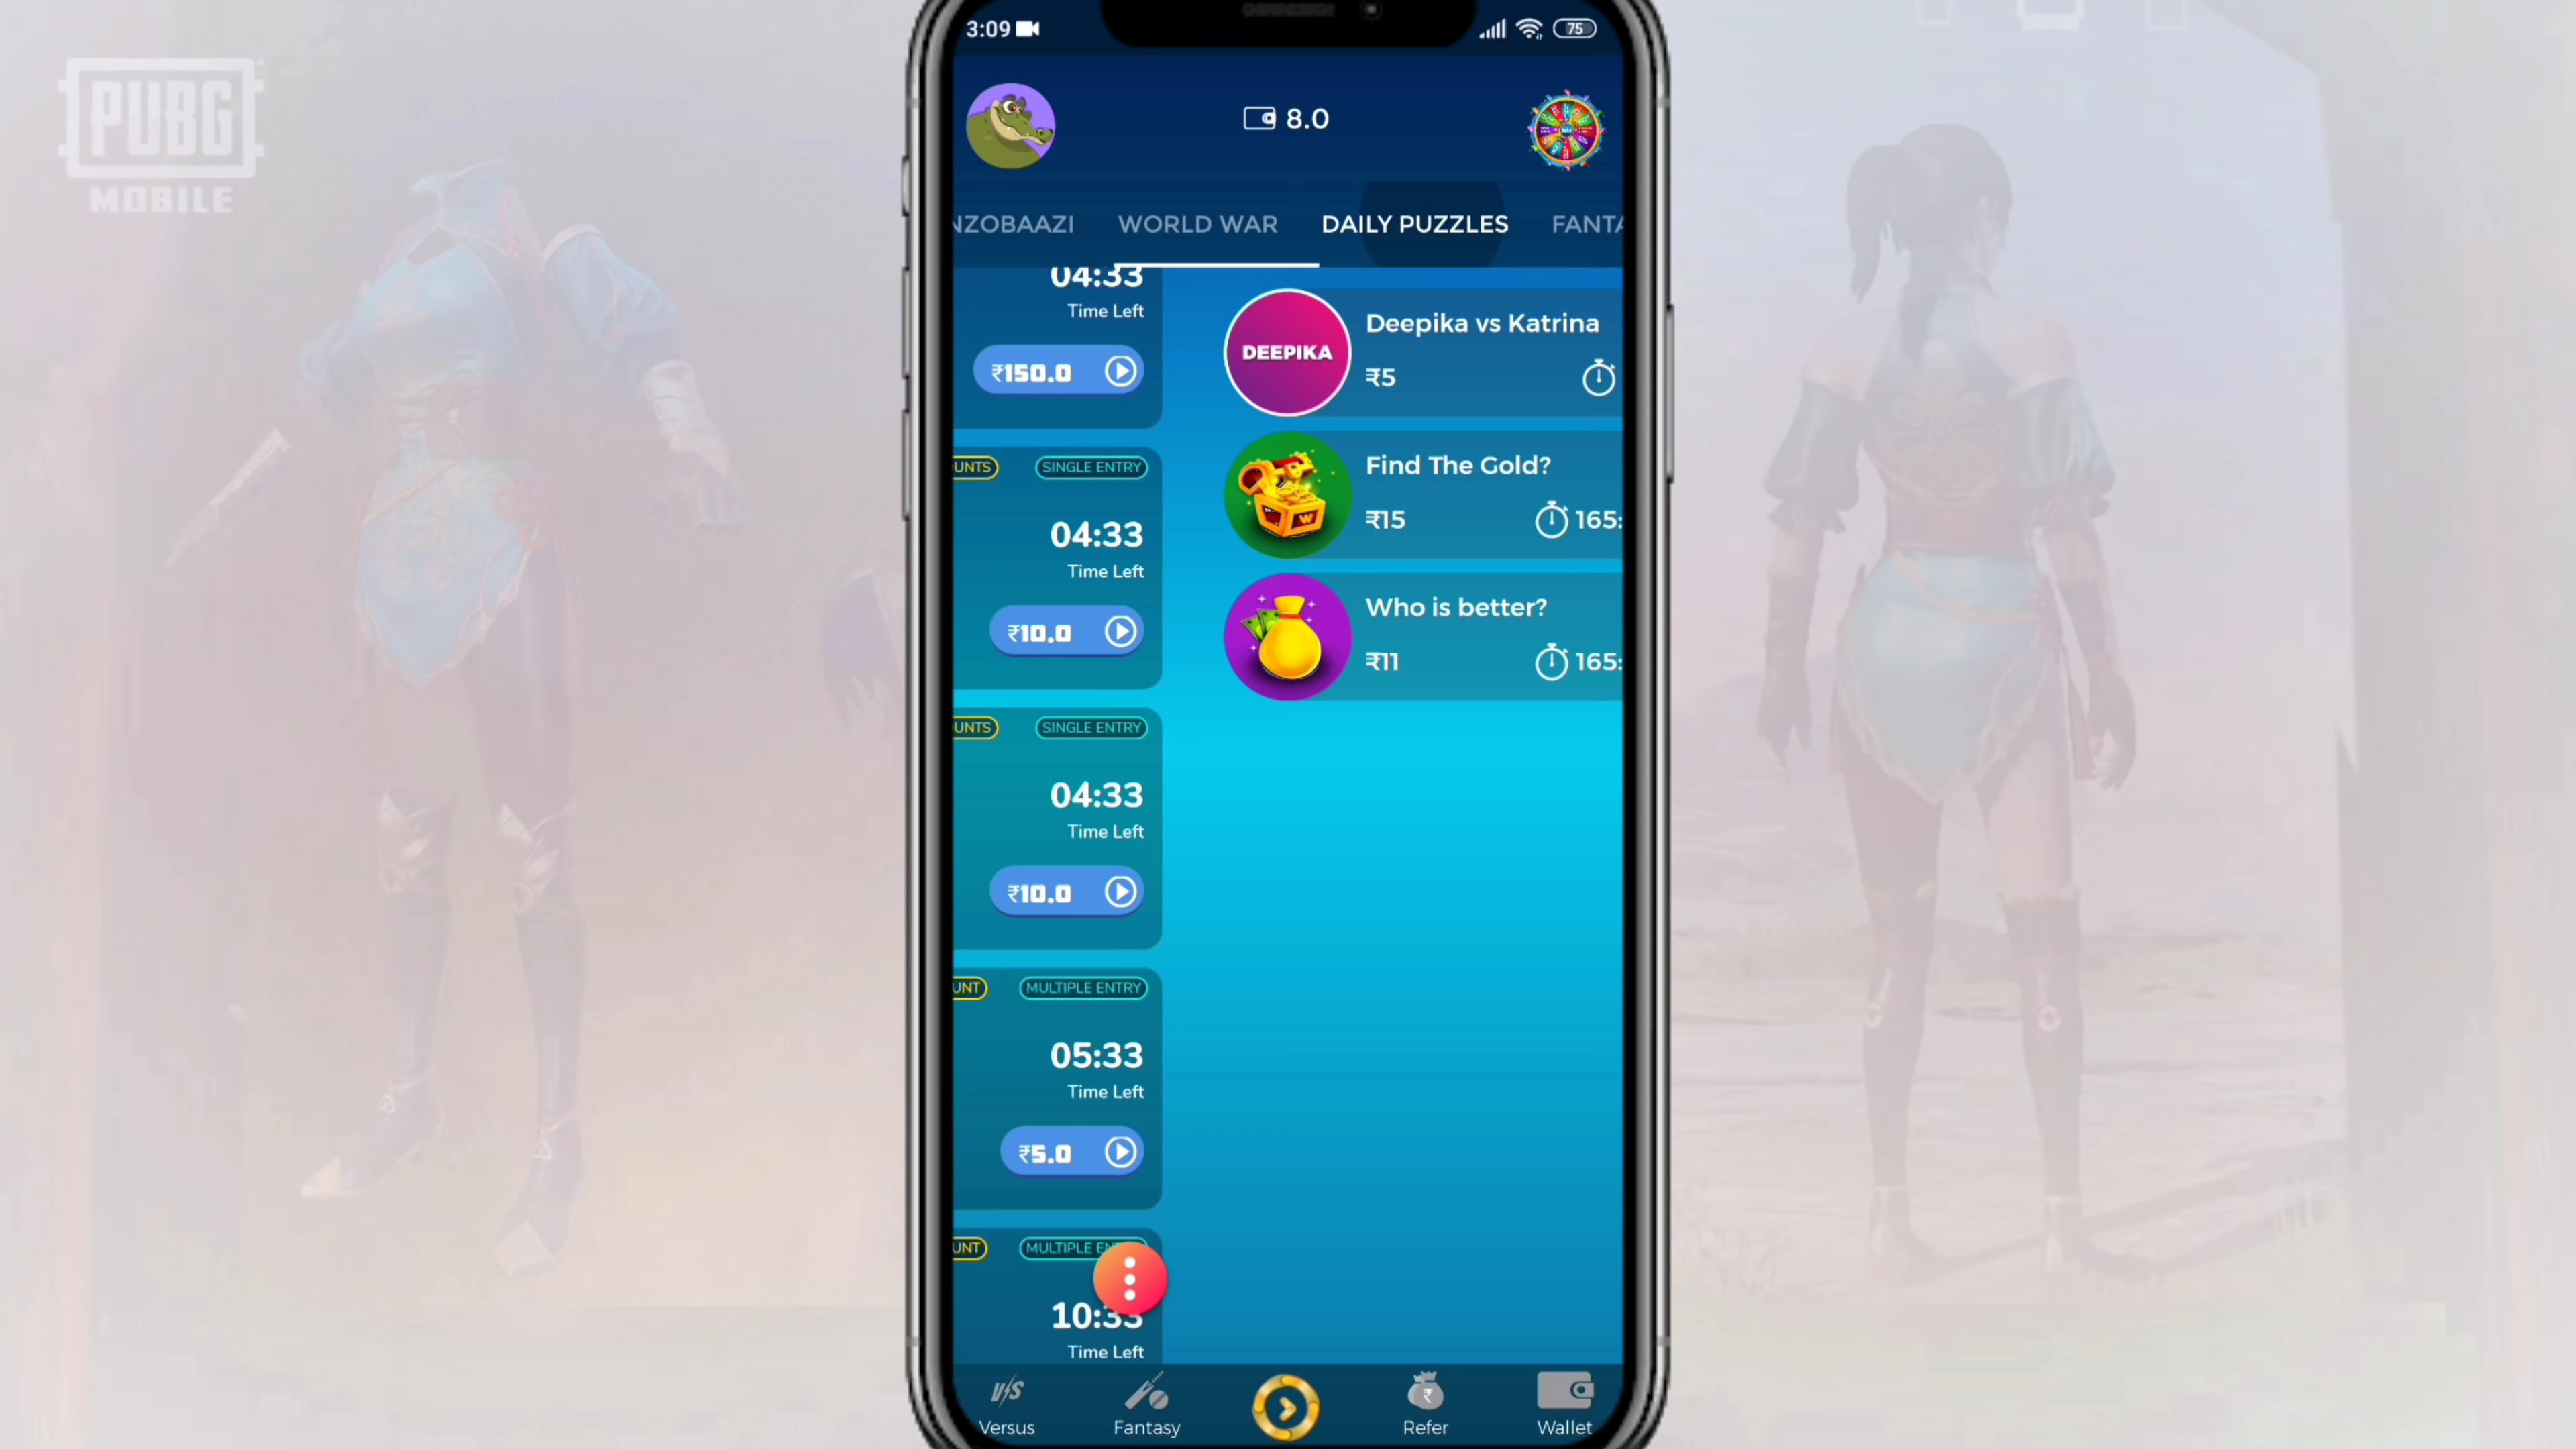 PUBG
MOBILE
3:09
75
8.0
NZOBAAZI WORLD WAR DAILY PUZZLES FANTA
04:33
Time Left
₹150.0
UNTS SINGLE ENTRY
04:33
Time Left
₹10.0
UNTS SINGLE ENTRY
04:33
Time Left
₹10.0
UNT MULTIPLE ENTRY
05:33
Time Left
₹5.0
UNT MULTIPLE EN
10:33
Time Left
DEEPIKA
Deepika vs Katrina
₹5
Find The Gold?
₹15 165:
W
Who is better?
₹11 165:
V/S
Versus Fantasy Refer Wallet